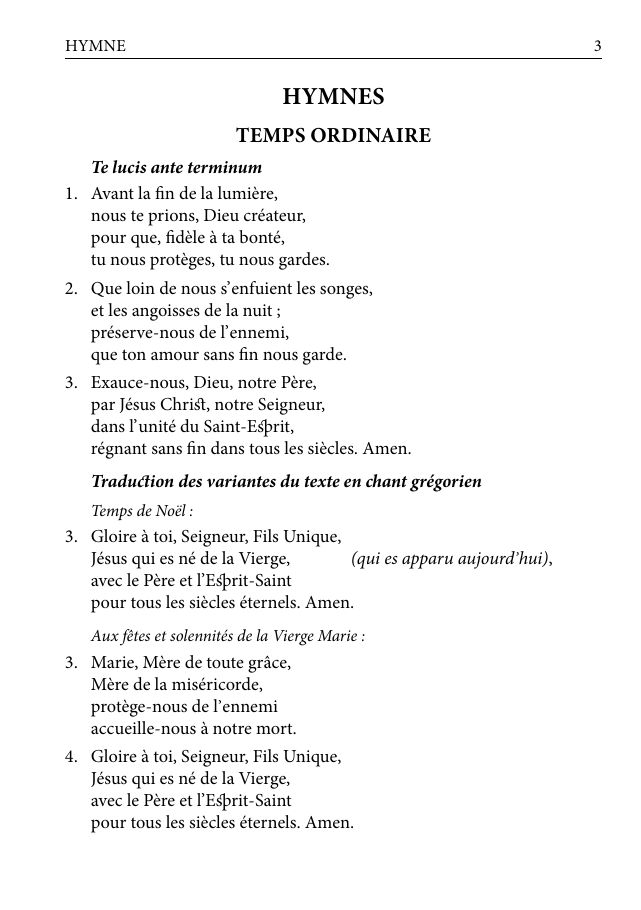 HYMNE 3
HYMNES
TEMPS ORDINAIRE
Te lucis ante terminum
1. Avant la fin de la lumière,
nous te prions, Dieu créateur,
pour que, fidèle à ta bonté,
tu nous protèges, tu nous gardes.
2. Que loin de nous s’enfuient les songes,
et les angoisses de la nuit ;
préserve-nous de l’ennemi,
que ton amour sans fin nous garde.
3. Exauce-nous, Dieu, notre Père,
par Jésus Christ, notre Seigneur,
dans l’unité du Saint-Esprit,
régnant sans fin dans tous les siècles. Amen.
Traduction des variantes du texte en chant grégorien
Temps de Noël :
3. Gloire à toi, Seigneur, Fils Unique,
Jésus qui es né de la Vierge, (qui es apparu aujourd’hui),
avec le Père et l’Esprit-Saint
pour tous les siècles éternels. Amen.
Aux fêtes et solennités de la Vierge Marie :
3. Marie, Mère de toute grâce,
Mère de la miséricorde,
protège-nous de l’ennemi
accueille-nous à notre mort.
4. Gloire à toi, Seigneur, Fils Unique,
Jésus qui es né de la Vierge,
avec le Père et l’Esprit-Saint
pour tous les siècles éternels. Amen.